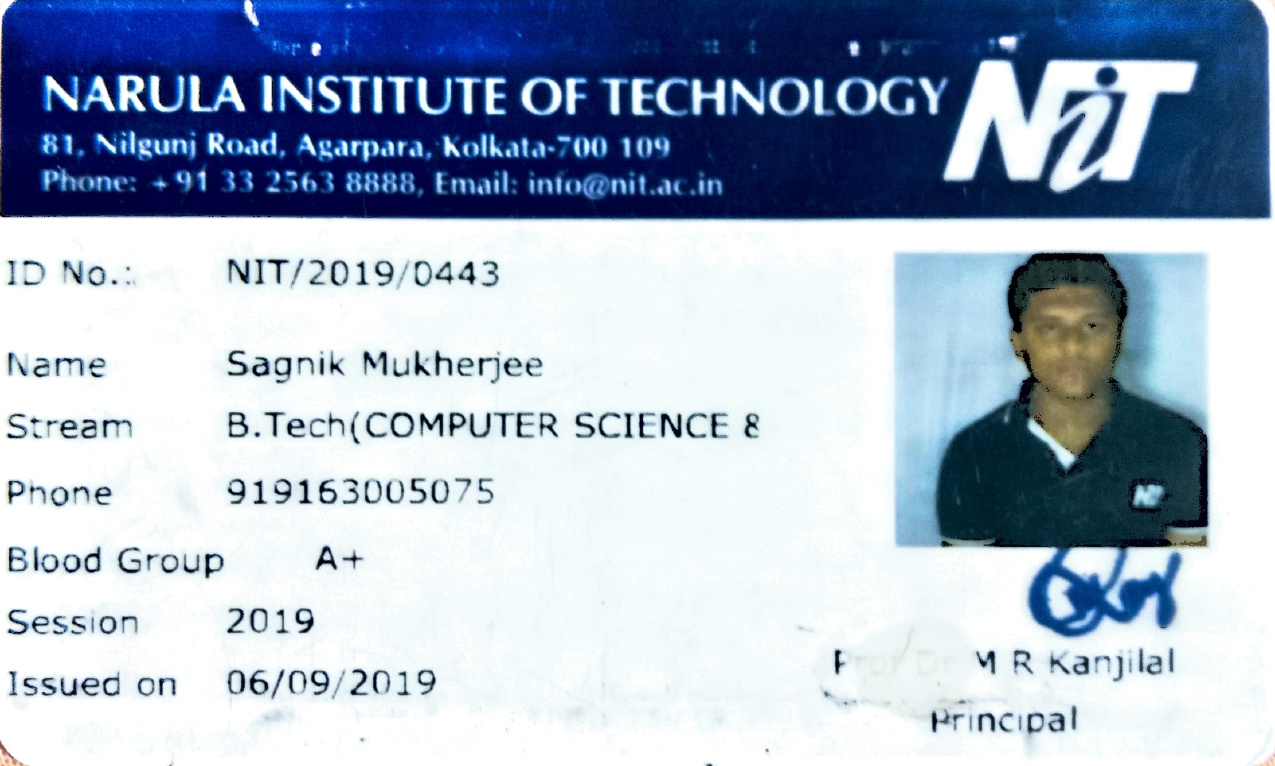 NARULA INSTITUTE OF TECHNOLOGY
NiT
81, Nilgunj Road, Agarpara, Kolkata-700 109
Phone: +91 33 2563 8888, Email: info@nit.ac.in
ID No.: NIT/2019/0443
Name Sagnik Mukherjee
Stream B.Tech(COMPUTER SCIENCE &
Phone 919163005075
Blood Group A+
Session 2019
Issued on 06/09/2019
NiT
Prof Dr M R Kanjilal
Principal